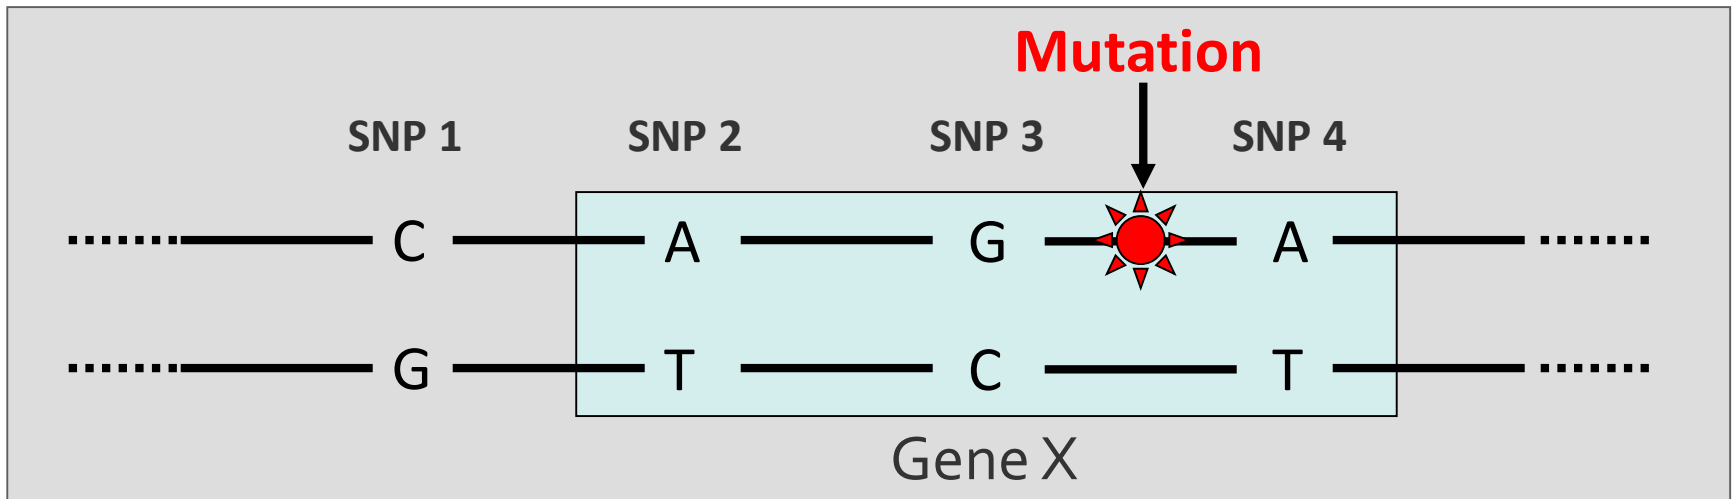 Mutation
SNP 1 SNP 2 SNP 3 SNP 4
C A G A
G T C T
Gene X